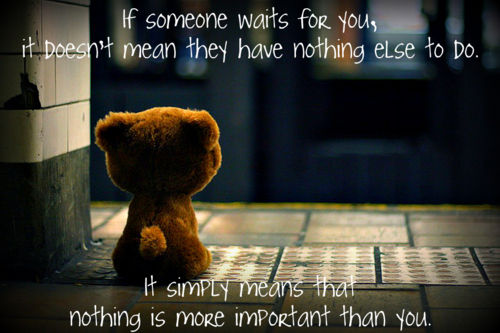 If someone waits for you,
it doesn't mean they have nothing else to do.
It simply means that
nothing is more important than you.